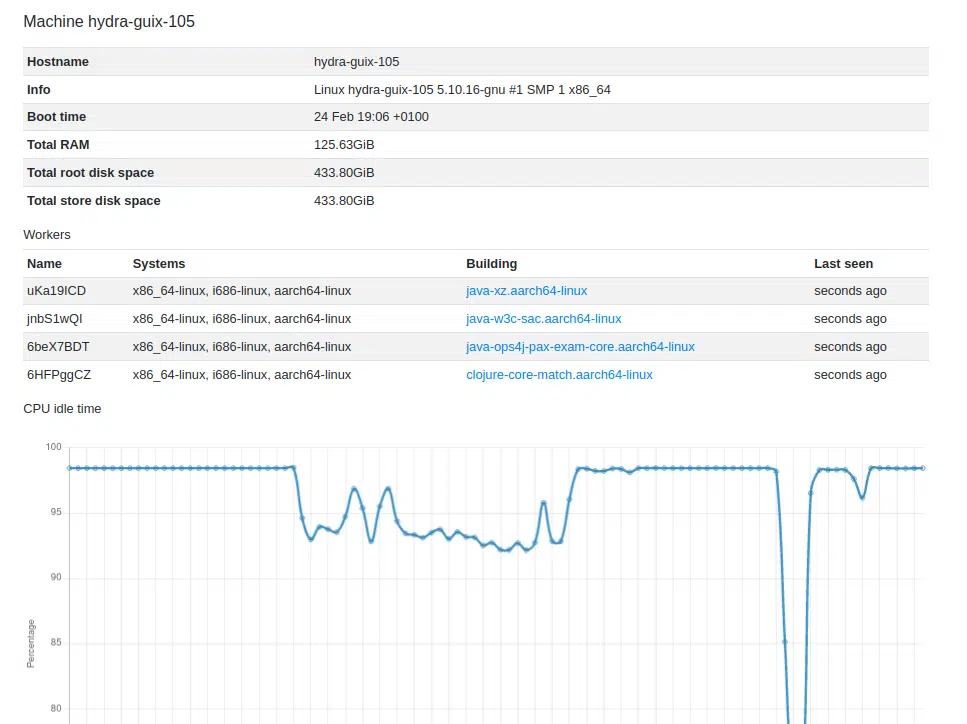 Machine hydra-guix-105
Hostname hydra-guix-105
Info Linux hydra-guix-105 5.10.16-gnu #1 SMP 1 x86_64
Boot time 24 Feb 19:06 +0100
Total RAM 125.63GiB
Total root disk space 433.80GiB
Total store disk space 433.80GiB
Workers
Name Systems Building Last seen
uKa19ICD x86_64-linux, i686-linux, aarch64-linux java-xz.aarch64-linux seconds ago
jnbS1wQI x86_64-linux, i686-linux, aarch64-linux java-w3c-sac.aarch64-linux seconds ago
6beX7BDT x86_64-linux, i686-linux, aarch64-linux java-ops4j-pax-exam-core.aarch64-linux seconds ago
6HFPggCZ x86_64-linux, i686-linux, aarch64-linux clojure-core-match.aarch64-linux seconds ago
CPU idle time
100
95
90
85
Percentage
80